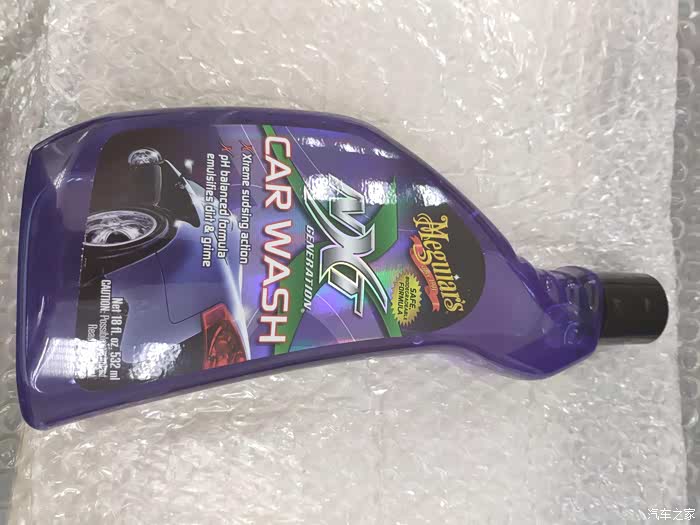 Meguiar's
SAFE
BIODEGRADABLE
FORMULA
NXT
GENERATION®
CAR WASH
X Xtreme sudsing action
X pH balanced formula
emulsifies dirt & grime
Net 18 fl. oz. 532 ml
CAUTION:
汽车之家